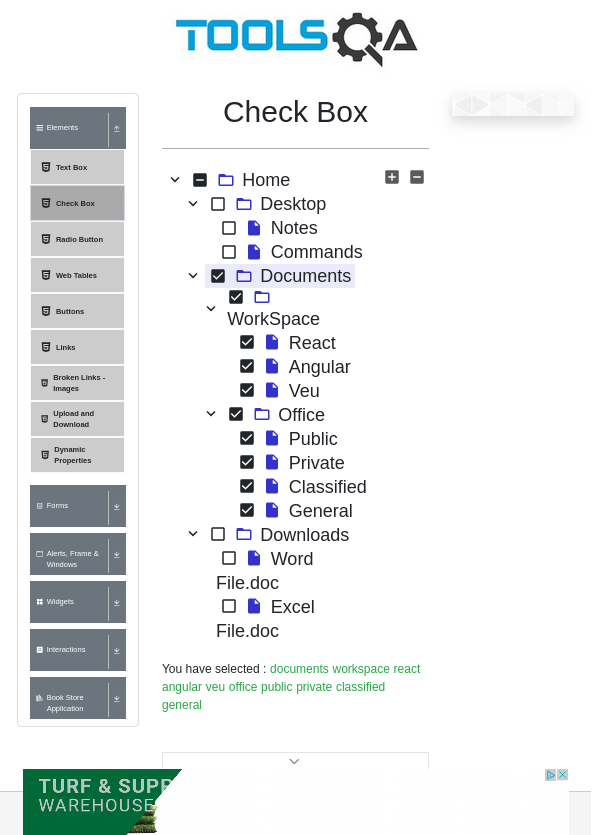 TOOLSQA
Check Box
Elements
Text Box
Check Box
Radio Button
Web Tables
Buttons
Links
Broken Links -
Images
Upload and
Download
Dynamic
Properties
Forms
Alerts, Frame &
Windows
Widgets
Interactions
Book Store
Application
Home
Desktop
Notes
Commands
Documents
WorkSpace
React
Angular
Veu
Office
Public
Private
Classified
General
Downloads
Word
File.doc
Excel
File.doc
You have selected : documents workspace react
angular veu office public private classified
general
TURF & SUPP
WAREHOUSE